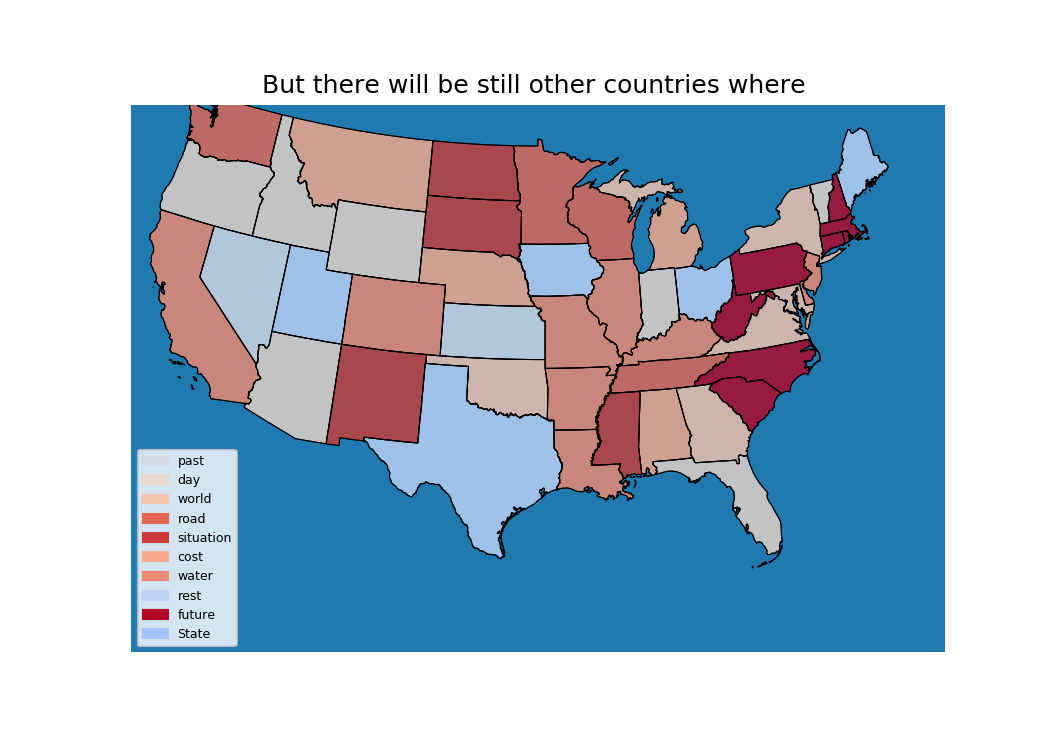 But there will be still other countries where
past
day
world
road
situation
cost
water
rest
future
State